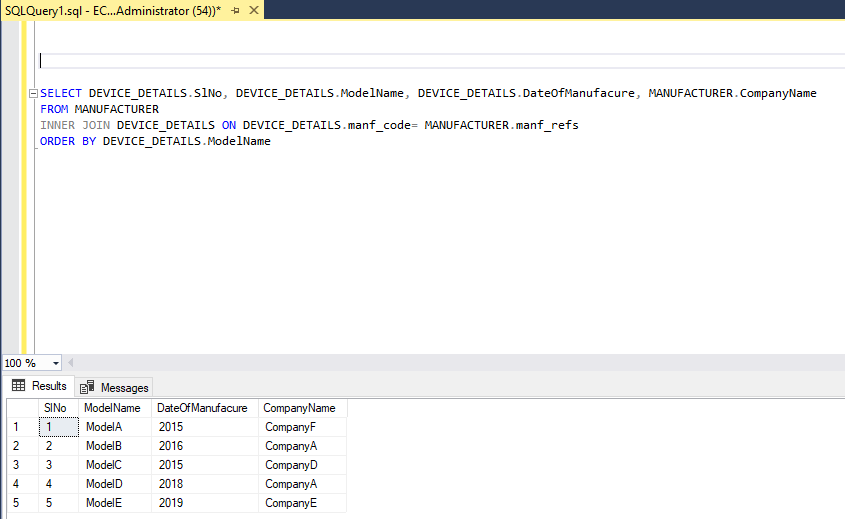 SQLQuery1.sql - EC...Administrator (54))*
SELECT DEVICE_DETAILS.SlNo, DEVICE_DETAILS.ModelName, DEVICE_DETAILS.DateOfManufacure, MANUFACTURER.CompanyName
FROM MANUFACTURER
INNER JOIN DEVICE_DETAILS ON DEVICE_DETAILS.manf_code= MANUFACTURER.manf_refs
ORDER BY DEVICE_DETAILS.ModelName
100 %
Results Messages
SlNo ModelName DateOfManufacure CompanyName
1 1 ModelA 2015 CompanyF
2 2 ModelB 2016 CompanyA
3 3 ModelC 2015 CompanyD
4 4 ModelD 2018 CompanyA
5 5 ModelE 2019 CompanyE